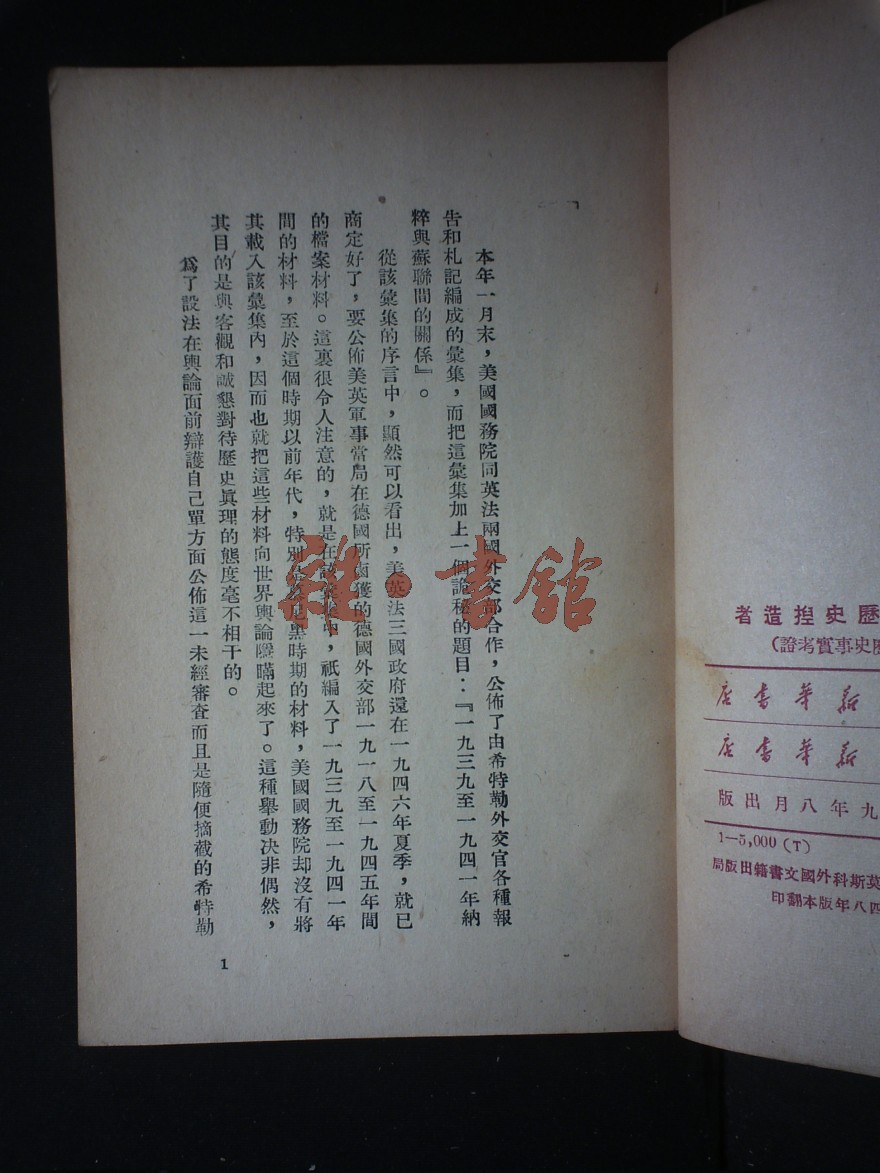 本年一月末，美國國務院同英法兩國外交部合作，公佈了由希特勒外交官各種報
告和札記編成的彙集，而把這彙集加上一個詭秘的題目：『一九三九至一九四一年納
粹與蘇聯間的關係』。
從該彙集的序言中，顯然可以看出，美英法三國政府還在一九四六年夏季，就已
商定好了，要公佈美英軍事當局在德國所鹵獲的德國外交部一九一八至一九四五年間
的檔案材料。這裏很令人注意的，就是在該彙集中，祇編入了一九三九至一九四一年
間的材料，至於這個時期以前年代，特別是慕尼黑時期的材料，美國國務院却沒有將
其載入該彙集內，因而也就把這些材料向世界輿論隱瞞起來了。這種舉動决非偶然，
其目的是與客觀和誠懇對待歷史眞理的態度毫不相干的。
爲了設法在輿論面前辯護自己單方面公佈這一未經審查而且是隨便摘截的希特勒
1
雜·書館
歷史捏造者
歷史事實考證）
新華書店
新華書店
九年八月出版
1—5,000（T）
莫斯科外國文書籍出版局
四八年版本翻印